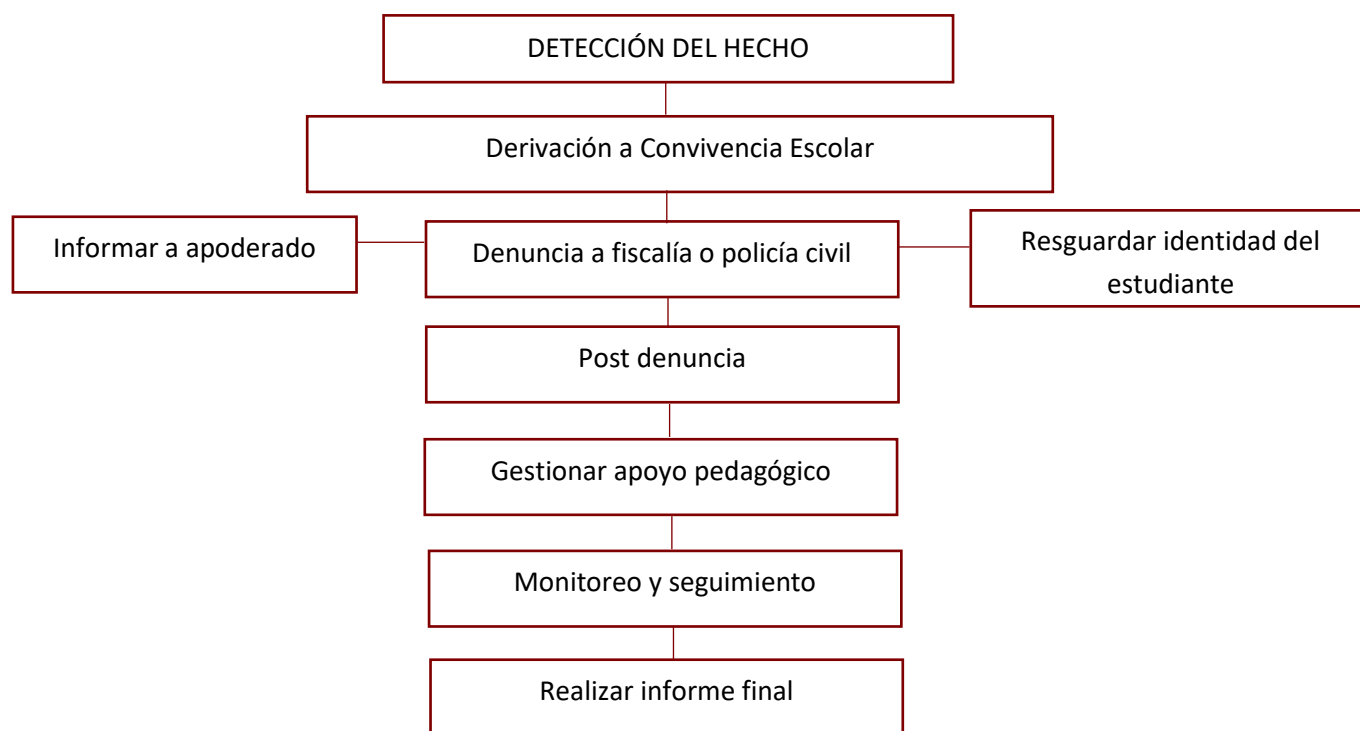 DETECCIÓN DEL HECHO
Derivación a Convivencia Escolar
Informar a apoderado
Denuncia a fiscalía o policía civil
Resguardar identidad del
estudiante
Post denuncia
Gestionar apoyo pedagógico
Monitoreo y seguimiento
Realizar informe final